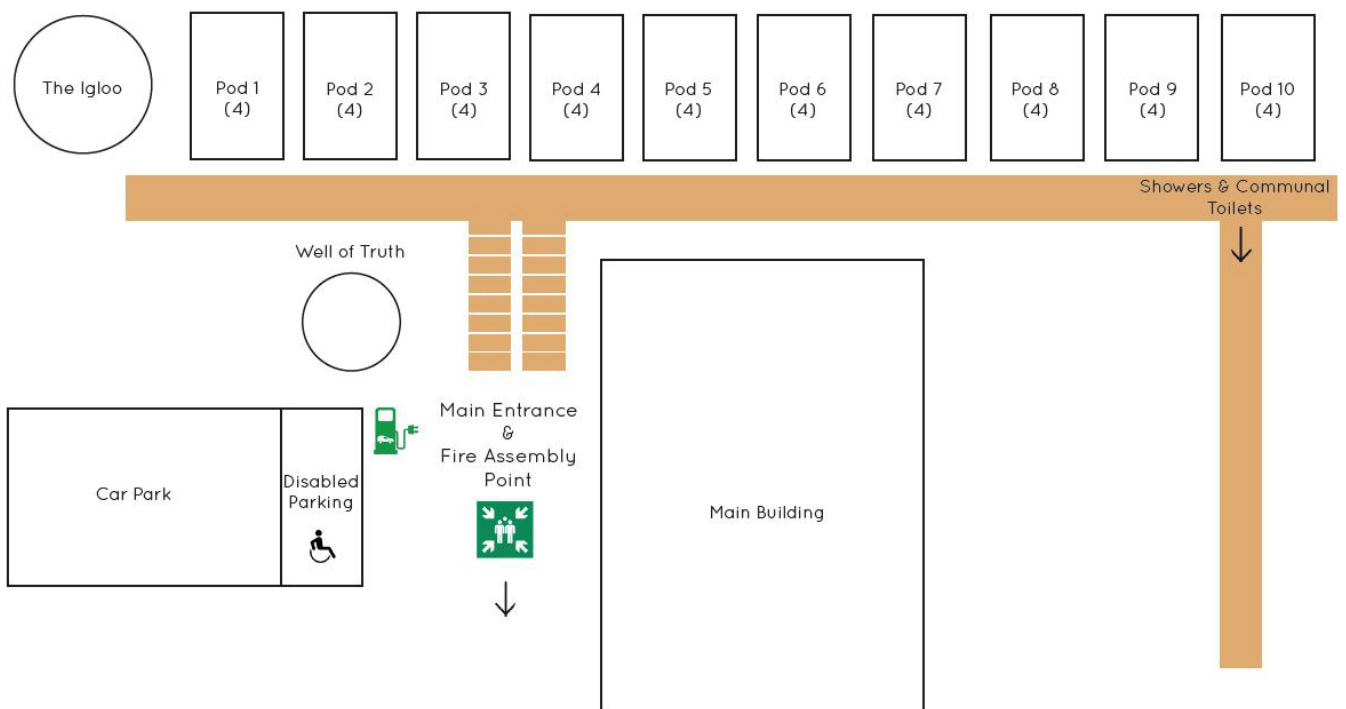 The Igloo
Pod 1
(4)
Pod 2
(4)
Pod 3
(4)
Pod 4
(4)
Pod 5
(4)
Pod 6
(4)
Pod 7
(4)
Pod 8
(4)
Pod 9
(4)
Pod 10
(4)
Showers & Communal
Toilets
Well of Truth
Main Entrance
&
Fire Assembly
Point
Car Park
Disabled
Parking
Main Building